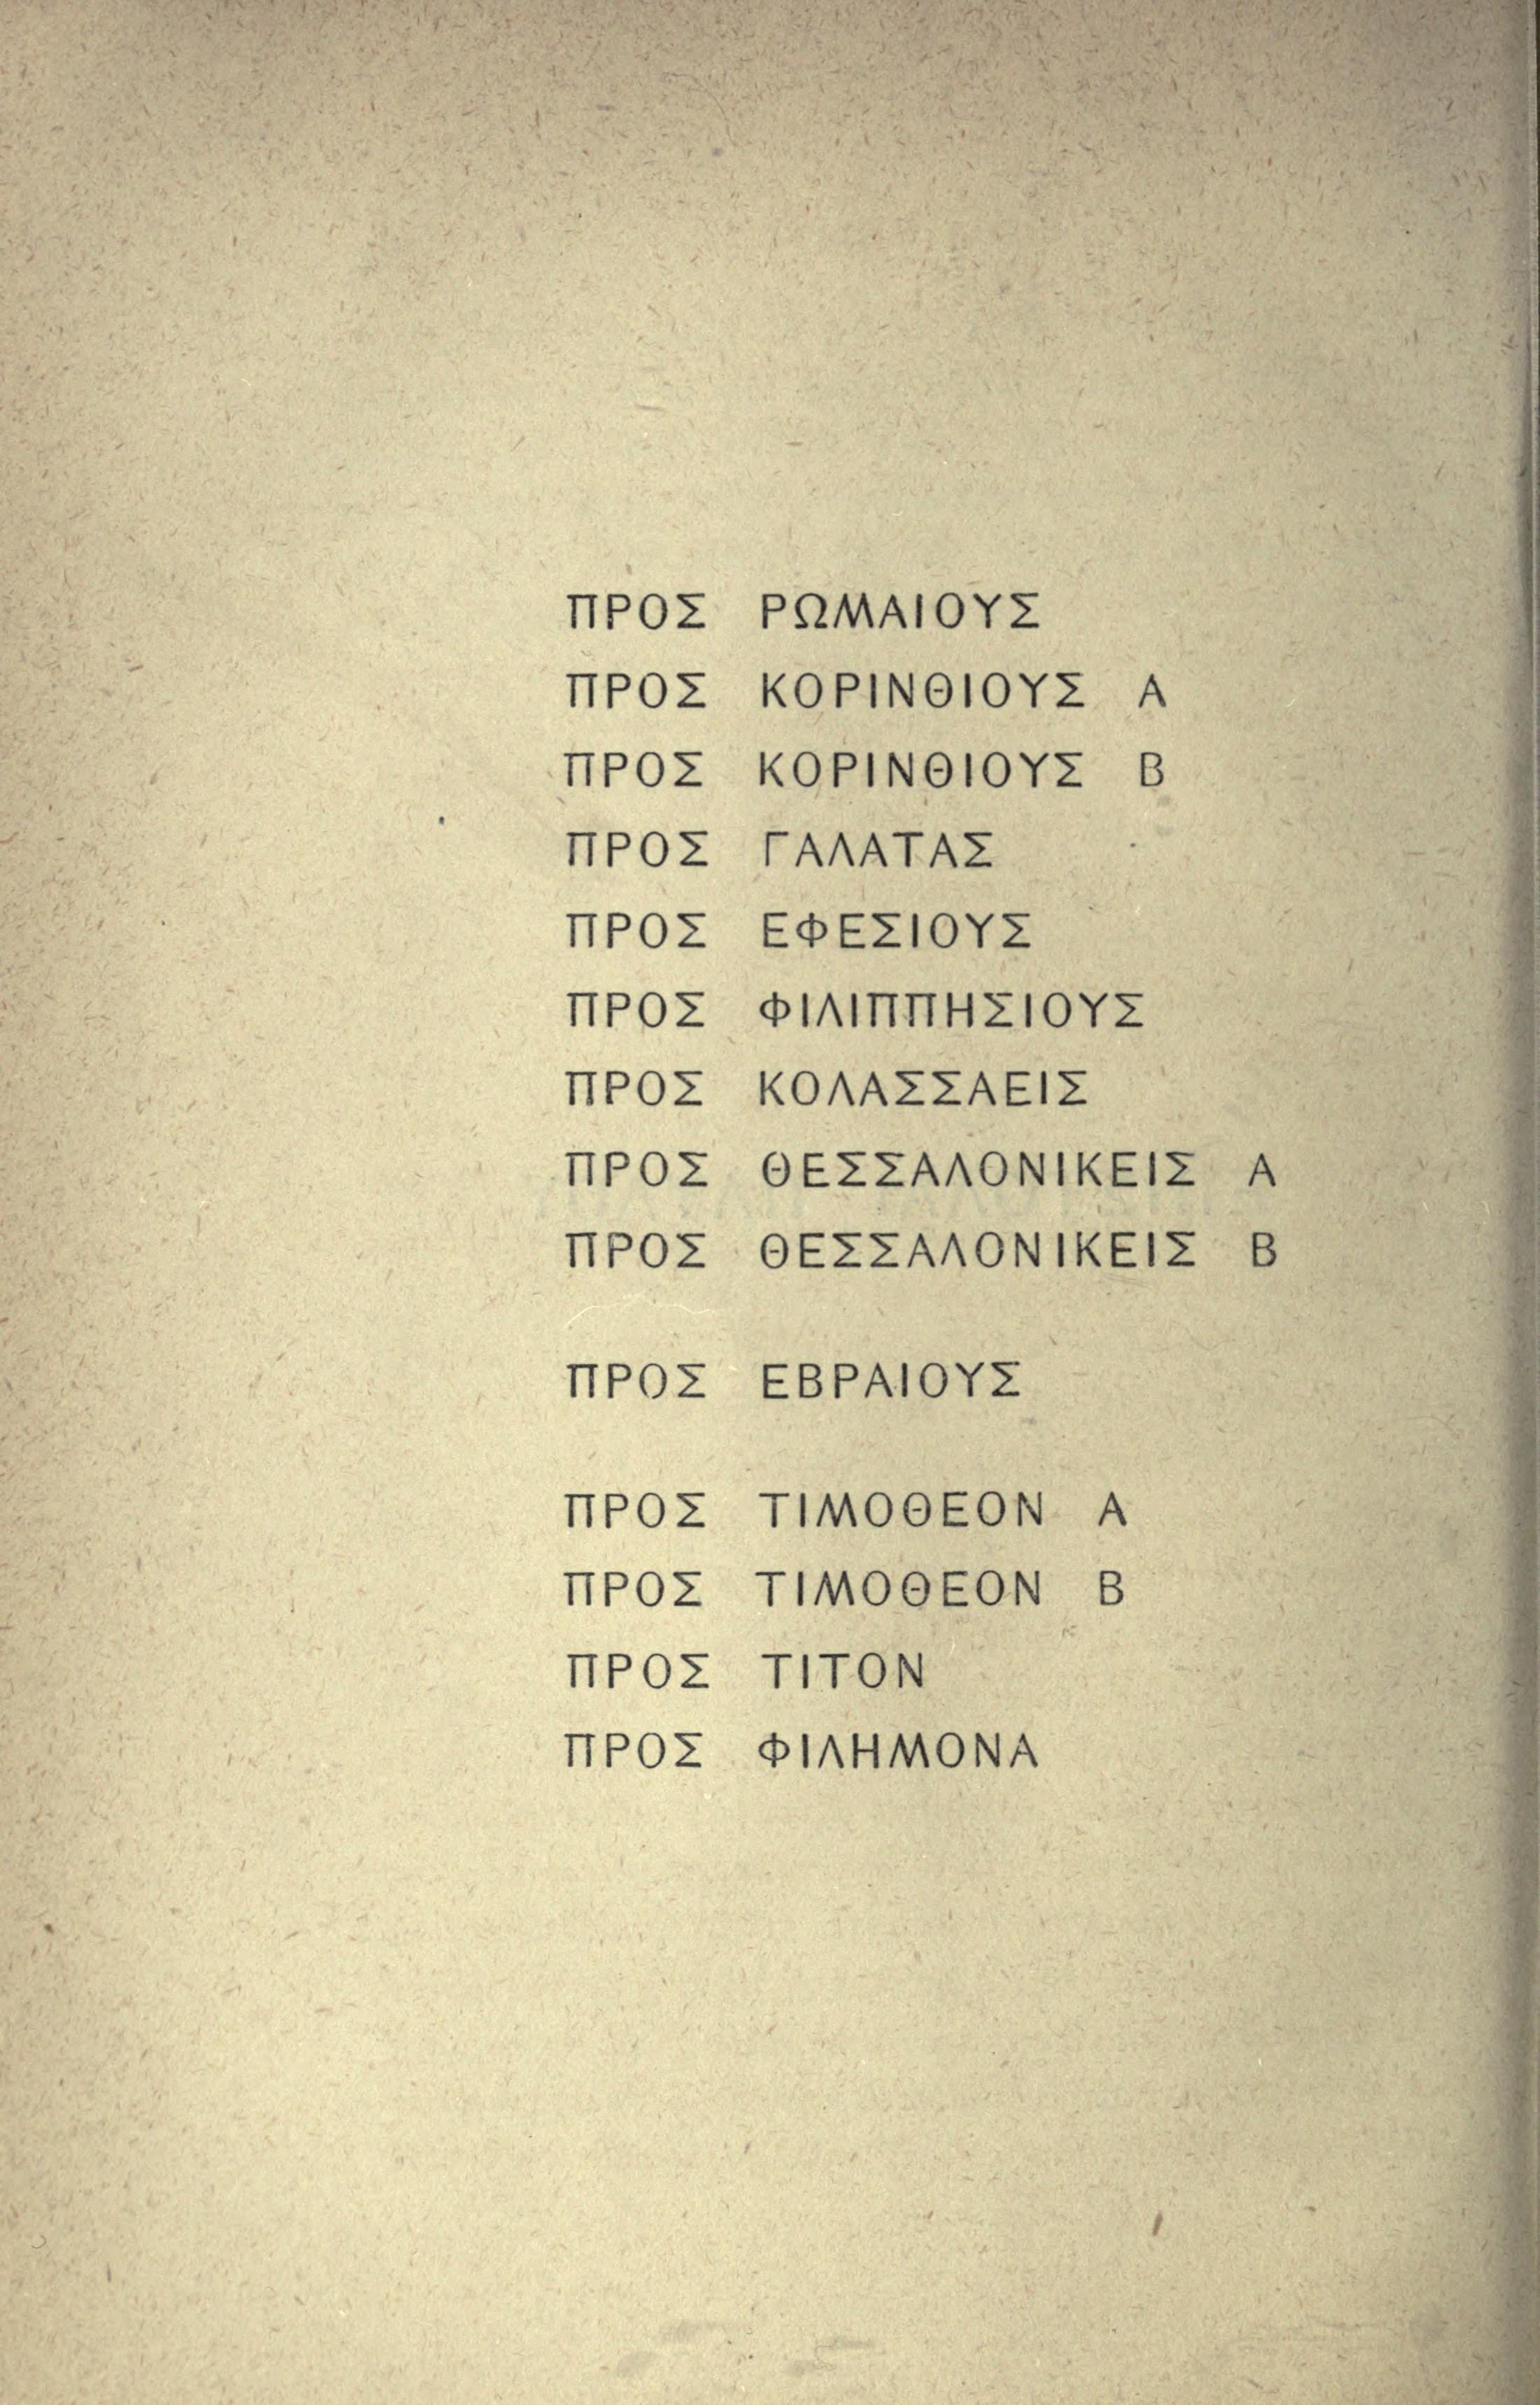 ΠΡΟΣ ΡΩΜΑΙΟΥΣ
ΠΡΟΣ ΚΟΡΙΝΘΙΟΥΣ Α
ΠΡΟΣ ΚΟΡΙΝΘΙΟΥΣ Β
ΠΡΟΣ ΓΑΛΑΤΑΣ
ΠΡΟΣ ΕΦΕΣΙΟΥΣ
ΠΡΟΣ ΦΙΛΙΠΠΗΣΙΟΥΣ
ΠΡΟΣ ΚΟΛΑΣΣΑΕΙΣ
ΠΡΟΣ ΘΕΣΣΑΛΟΝΙΚΕΙΣ Α
ΠΡΟΣ ΘΕΣΣΑΛΟΝΙΚΕΙΣ Β
ΠΡΟΣ ΕΒΡΑΙΟΥΣ
ΠΡΟΣ ΤΙΜΟΘΕΟΝ Α
ΠΡΟΣ ΤΙΜΟΘΕΟΝ Β
ΠΡΟΣ ΤΙΤΟΝ
ΠΡΟΣ ΦΙΛΗΜΟΝΑ